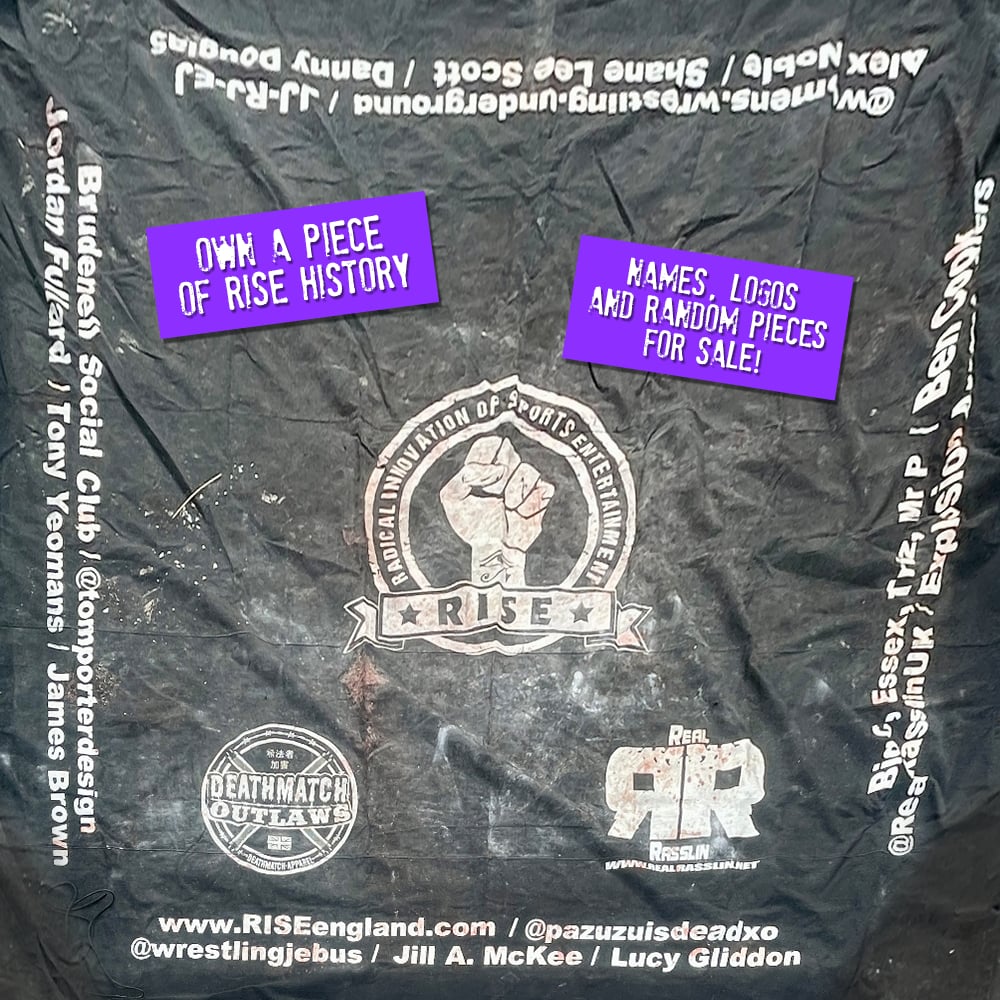 @womens.wrestling.underground / JJ-RJ-EJ
Alex Noble / Shane Lee Scott / Danny Douglas
OWN A PIECE
OF RISE HISTORY
NAMES, LOGOS
AND RANDOM PIECES
FOR SALE!
Brudenell Social Club / @tomporterdesign
Jordan Fullard / Tony Yeomans / James Brown
RADICAL INNOVATION OF SPORTS ENTERTAINMENT
RISE
Essex, Mr P / Ben Cook
@RealRasslinUK / Explosion
DEATHMATCH
OUTLAWS
DEATHMATCH-APPAREL
REAL
RR
RASSLIN
WWW.REALRASSLIN.NET
www.RISEengland.com / @pazuzuisdeadxo
@wrestlingjebus / Jill A. McKee / Lucy Gliddon